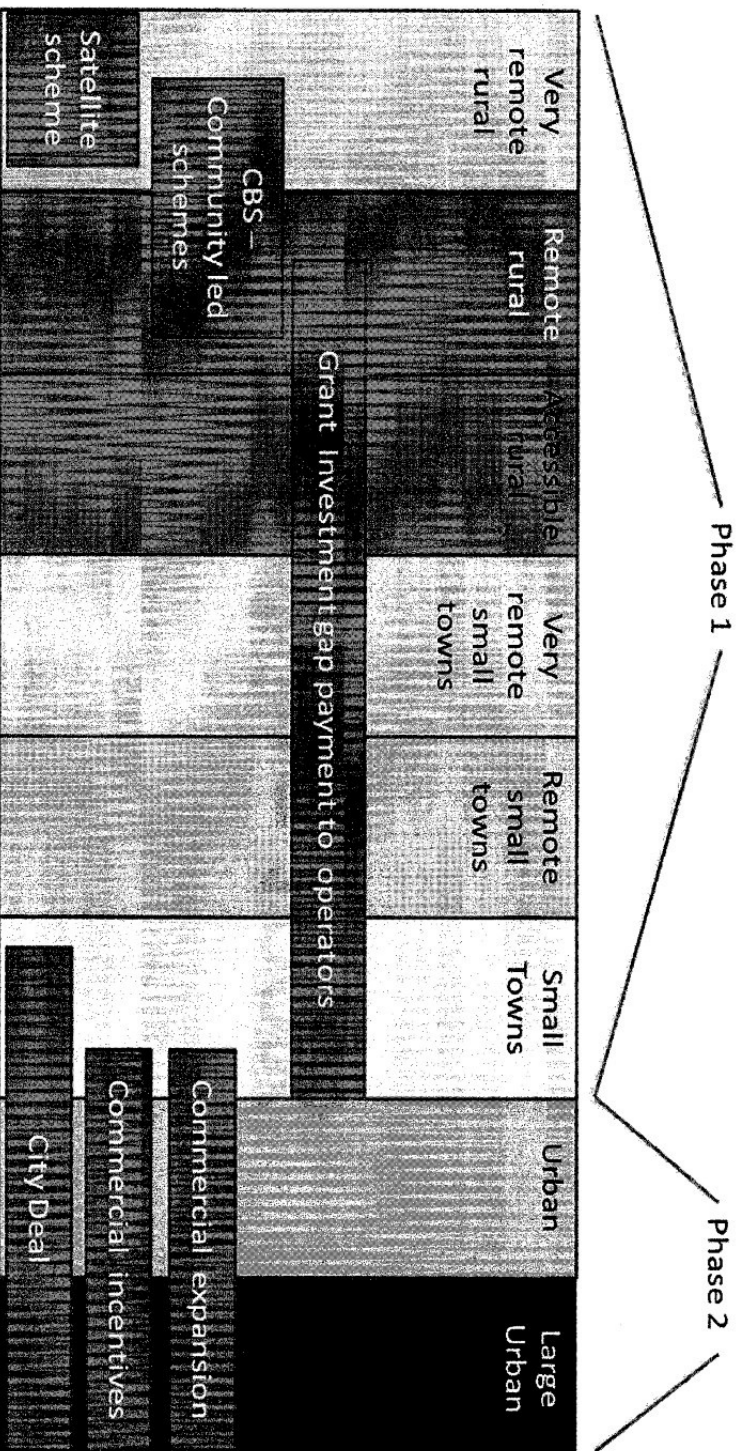 Phase 1
Phase 2
Very
remote
rural
Remote
rural
Accessible
rural
Very
remote
small
towns
Remote
small
towns
Small
Towns
Urban
Large
Urban
Grant Investment gap payment to operators
CBS –
Community led
schemes
Satellite
scheme
Commercial expansion
Commercial incentives
City Deal